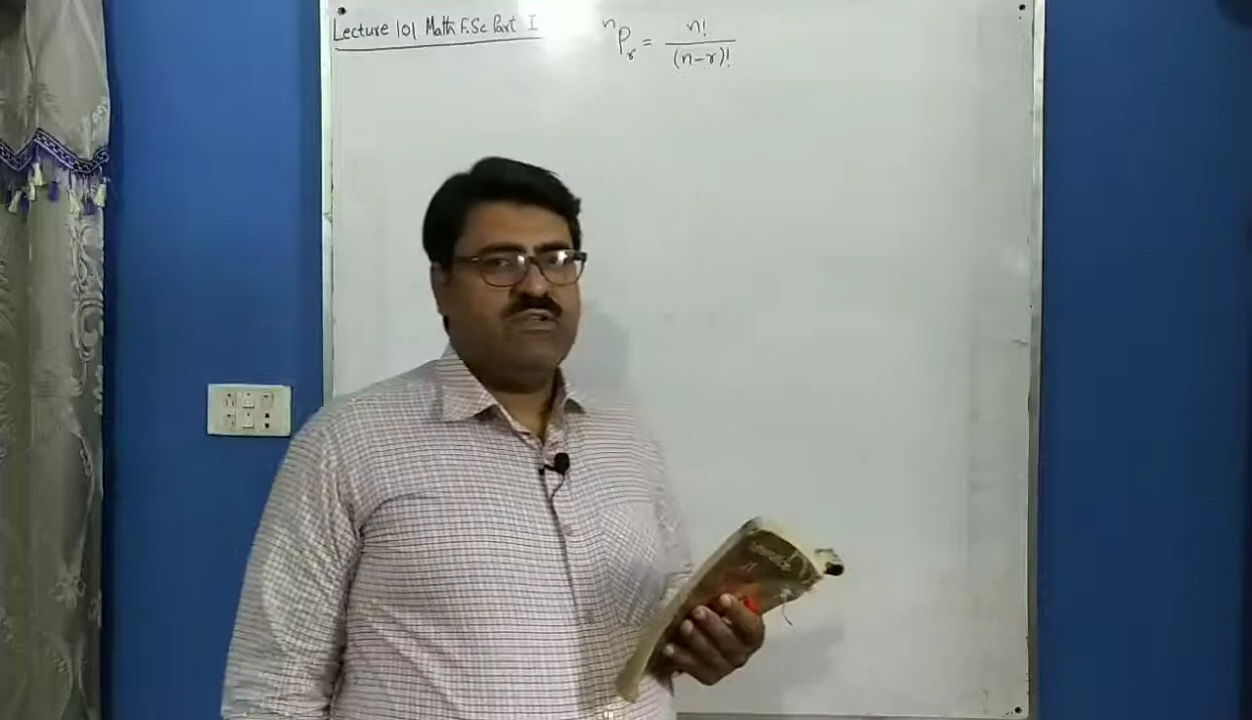 Lecture 101 Math F.Sc Part I
ⁿPᵣ = n! / (n-r)!